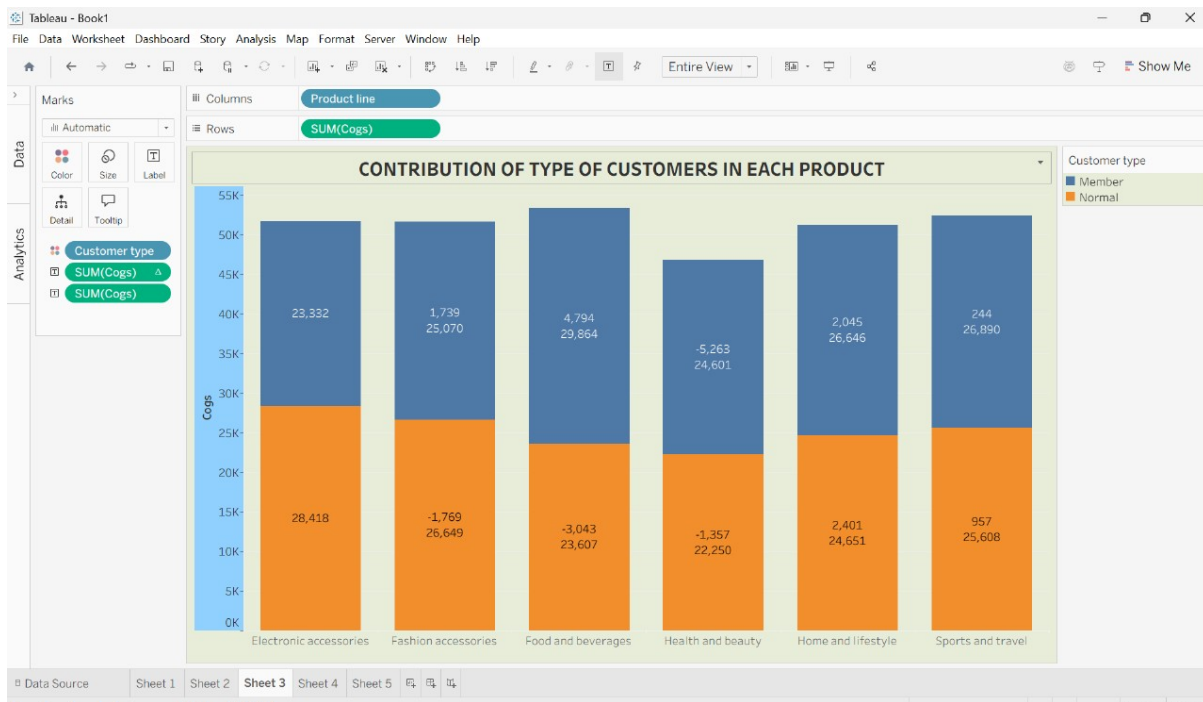 Tableau - Book1
File Data Worksheet Dashboard Story Analysis Map Format Server Window Help
Entire View
Show Me
Data
Analytics
Marks
Automatic
Color Size Label
Detail Tooltip
Customer type
SUM(Cogs) Δ
SUM(Cogs)
Columns Product line
Rows SUM(Cogs)
CONTRIBUTION OF TYPE OF CUSTOMERS IN EACH PRODUCT
Cogs
55K
50K
45K
40K
35K
30K
25K
20K
15K
10K
5K
0K
23,332
1,739
25,070
4,794
29,864
-5,263
24,601
2,045
26,646
244
26,890
28,418
-1,769
26,649
-3,043
23,607
-1,357
22,250
2,401
24,651
957
25,608
Electronic accessories Fashion accessories Food and beverages Health and beauty Home and lifestyle Sports and travel
Customer type
Member
Normal
Data Source Sheet 1 Sheet 2 Sheet 3 Sheet 4 Sheet 5